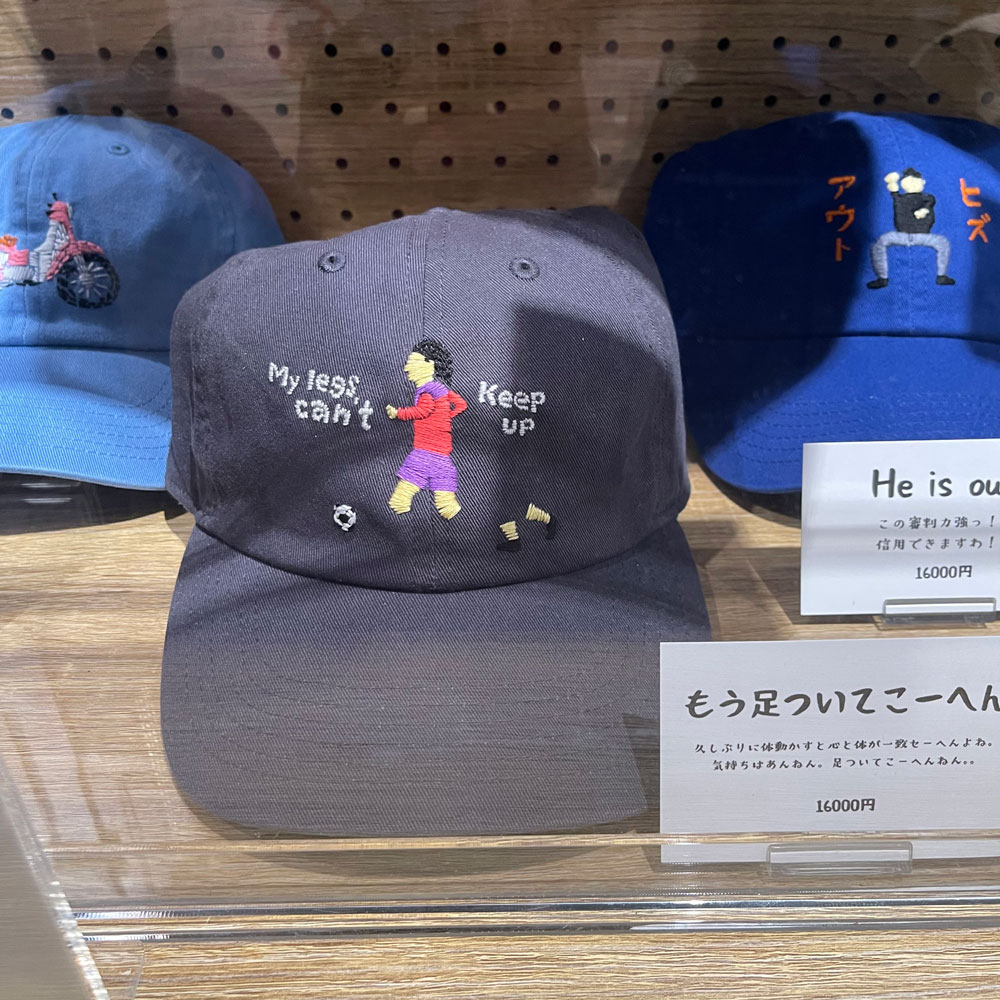 My legs
can't
Keep
up
アウト
ヒズ
He is ou
この審判力強っ!
信用できますわ!
16000円
もう足ついてこーへん
久しぶりに体動かすと心と体が一致せーへんよね。
気持ちはあんねん。足ついてこーへんねん。。
16000円